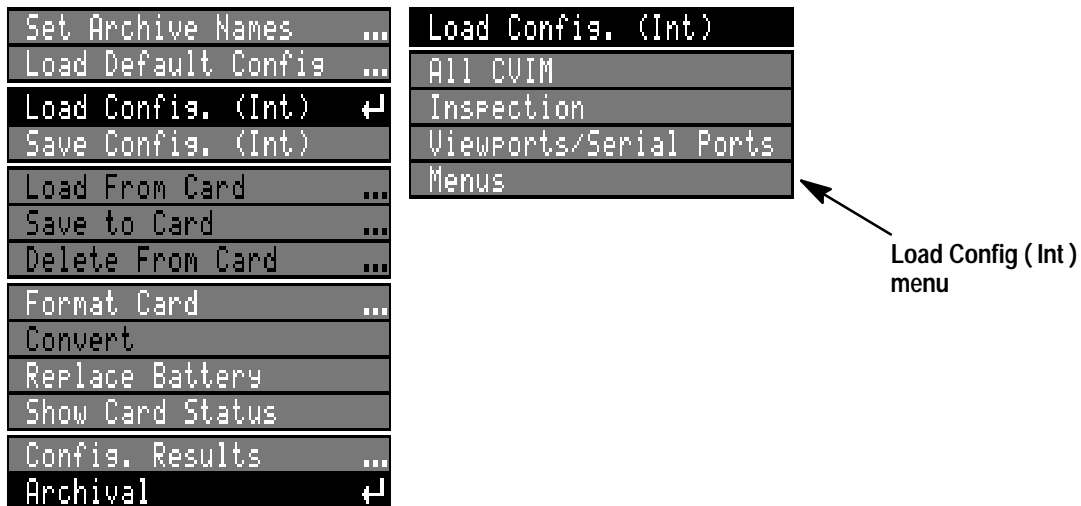 Set Archive Names ...
Load Default Config ...
Load Config. (Int) ↵
Save Config. (Int)
Load From Card ...
Save to Card ...
Delete From Card ...
Format Card ...
Convert
Replace Battery
Show Card Status
Config. Results ...
Archival ↵
Load Config. (Int)
All CVIM
Inspection
Viewports/Serial Ports
Menus
Load Config ( Int )
menu